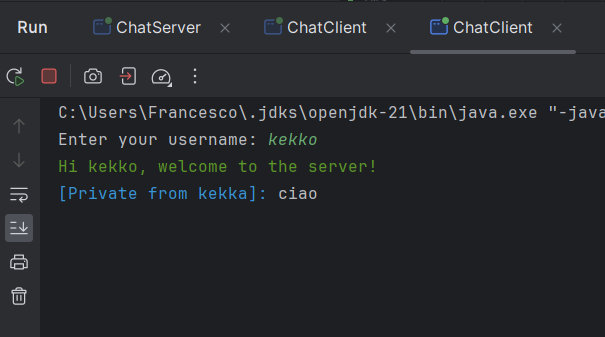 Run ChatServer ChatClient ChatClient
C:\Users\Francesco\.jdks\openjdk-21\bin\java.exe "-java
Enter your username: kekko
Hi kekko, welcome to the server!
[Private from kekka]: ciao